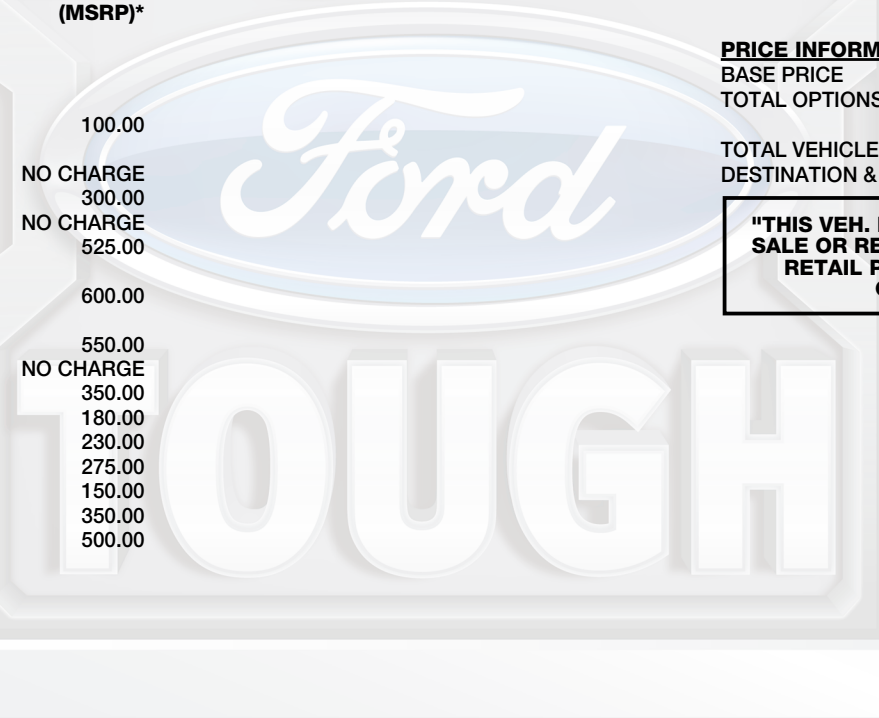 (MSRP)*
100.00
NO CHARGE
300.00
NO CHARGE
525.00
600.00
550.00
NO CHARGE
350.00
180.00
230.00
275.00
150.00
350.00
500.00
PRICE INFORM
BASE PRICE
TOTAL OPTIONS
TOTAL VEHICLE
DESTINATION &
"THIS VEH.
SALE OR RE
RETAIL P
Ford
TOUGH